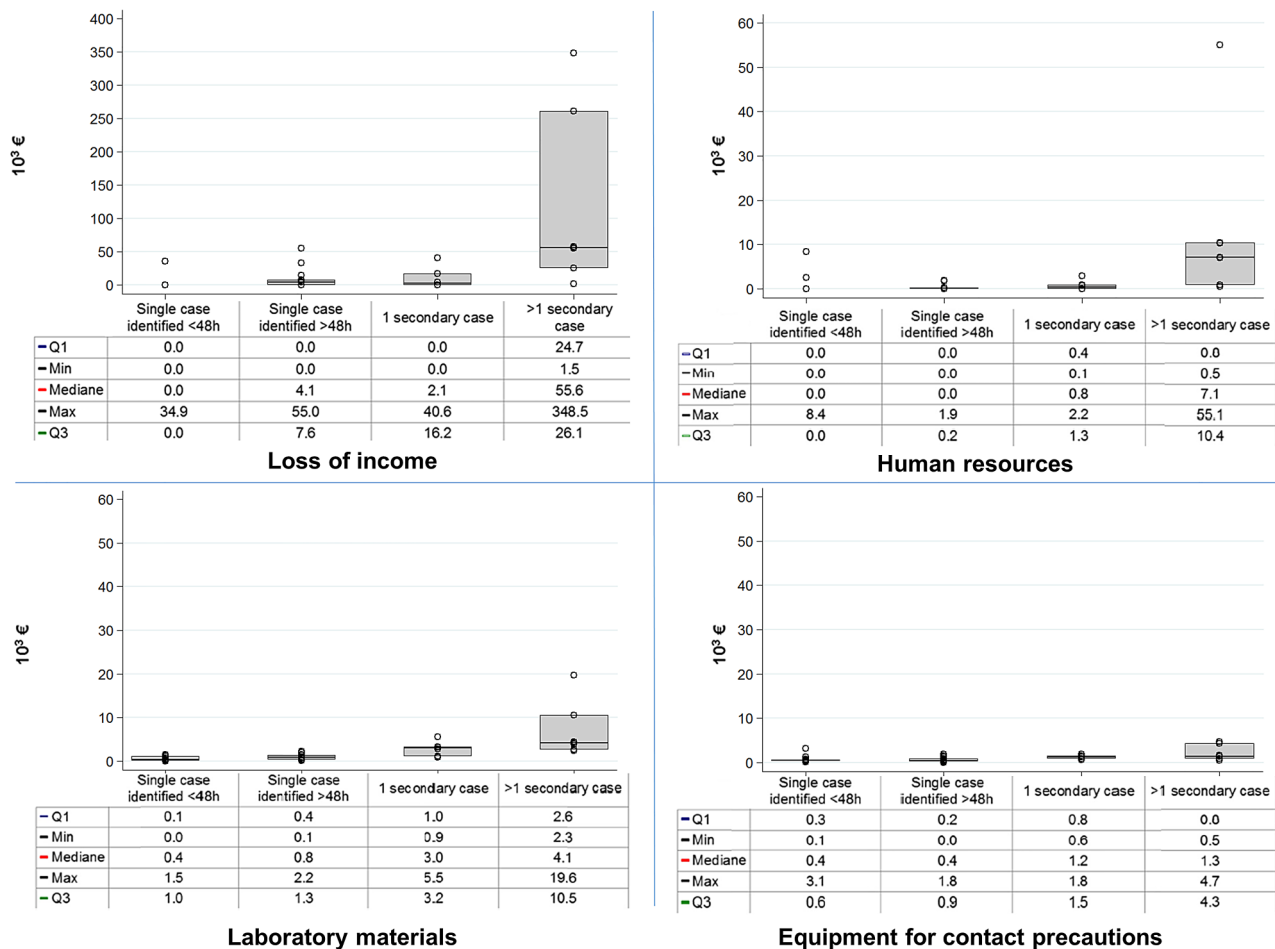 400
350
300
250
200
150
100
50
0
10³ €
Single case identified <48h
Single case identified >48h
1 secondary case
>1 secondary case
Q1 0.0 0.0 0.0 24.7
Min 0.0 0.0 0.0 1.5
Mediane 0.0 4.1 2.1 55.6
Max 34.9 55.0 40.6 348.5
Q3 0.0 7.6 16.2 26.1
Loss of income
60
50
40
30
20
10
0
10³ €
Single case identified <48h
Single case identified >48h
1 secondary case
>1 secondary case
Q1 0.0 0.0 0.4 0.0
Min 0.0 0.0 0.1 0.5
Mediane 0.0 0.0 0.8 7.1
Max 8.4 1.9 2.2 55.1
Q3 0.0 0.2 1.3 10.4
Human resources
60
50
40
30
20
10
0
10³ €
Single case identified <48h
Single case identified >48h
1 secondary case
>1 secondary case
Q1 0.1 0.4 1.0 2.6
Min 0.0 0.1 0.9 2.3
Mediane 0.4 0.8 3.0 4.1
Max 1.5 2.2 5.5 19.6
Q3 1.0 1.3 3.2 10.5
Laboratory materials
60
50
40
30
20
10
0
10³ €
Single case identified <48h
Single case identified >48h
1 secondary case
>1 secondary case
Q1 0.3 0.2 0.8 0.0
Min 0.1 0.0 0.6 0.5
Mediane 0.4 0.4 1.2 1.3
Max 3.1 1.8 1.8 4.7
Q3 0.6 0.9 1.5 4.3
Equipment for contact precautions